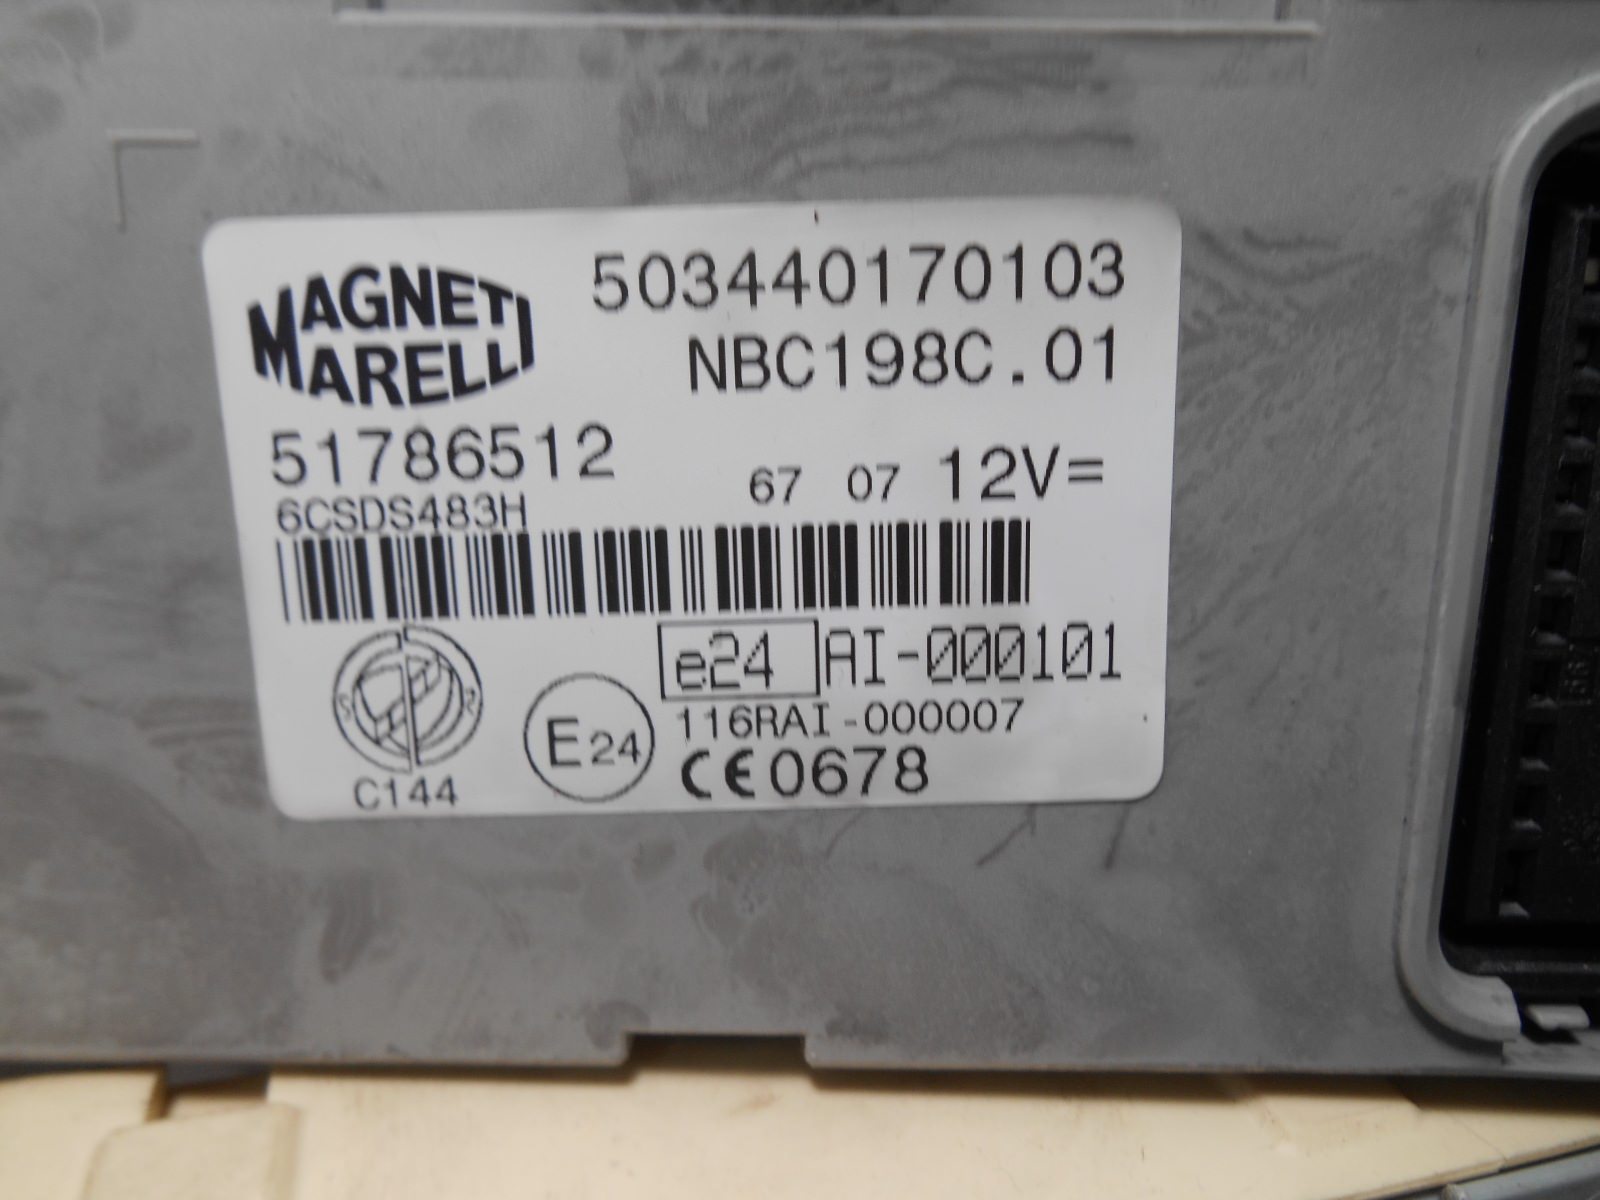 MAGNETI
MARELLI
503440170103
NBC198C.01
51786512
67 07 12V=
6CSDS483H
e24 AI-000101
E24
116RAI-000007
CE0678
C144